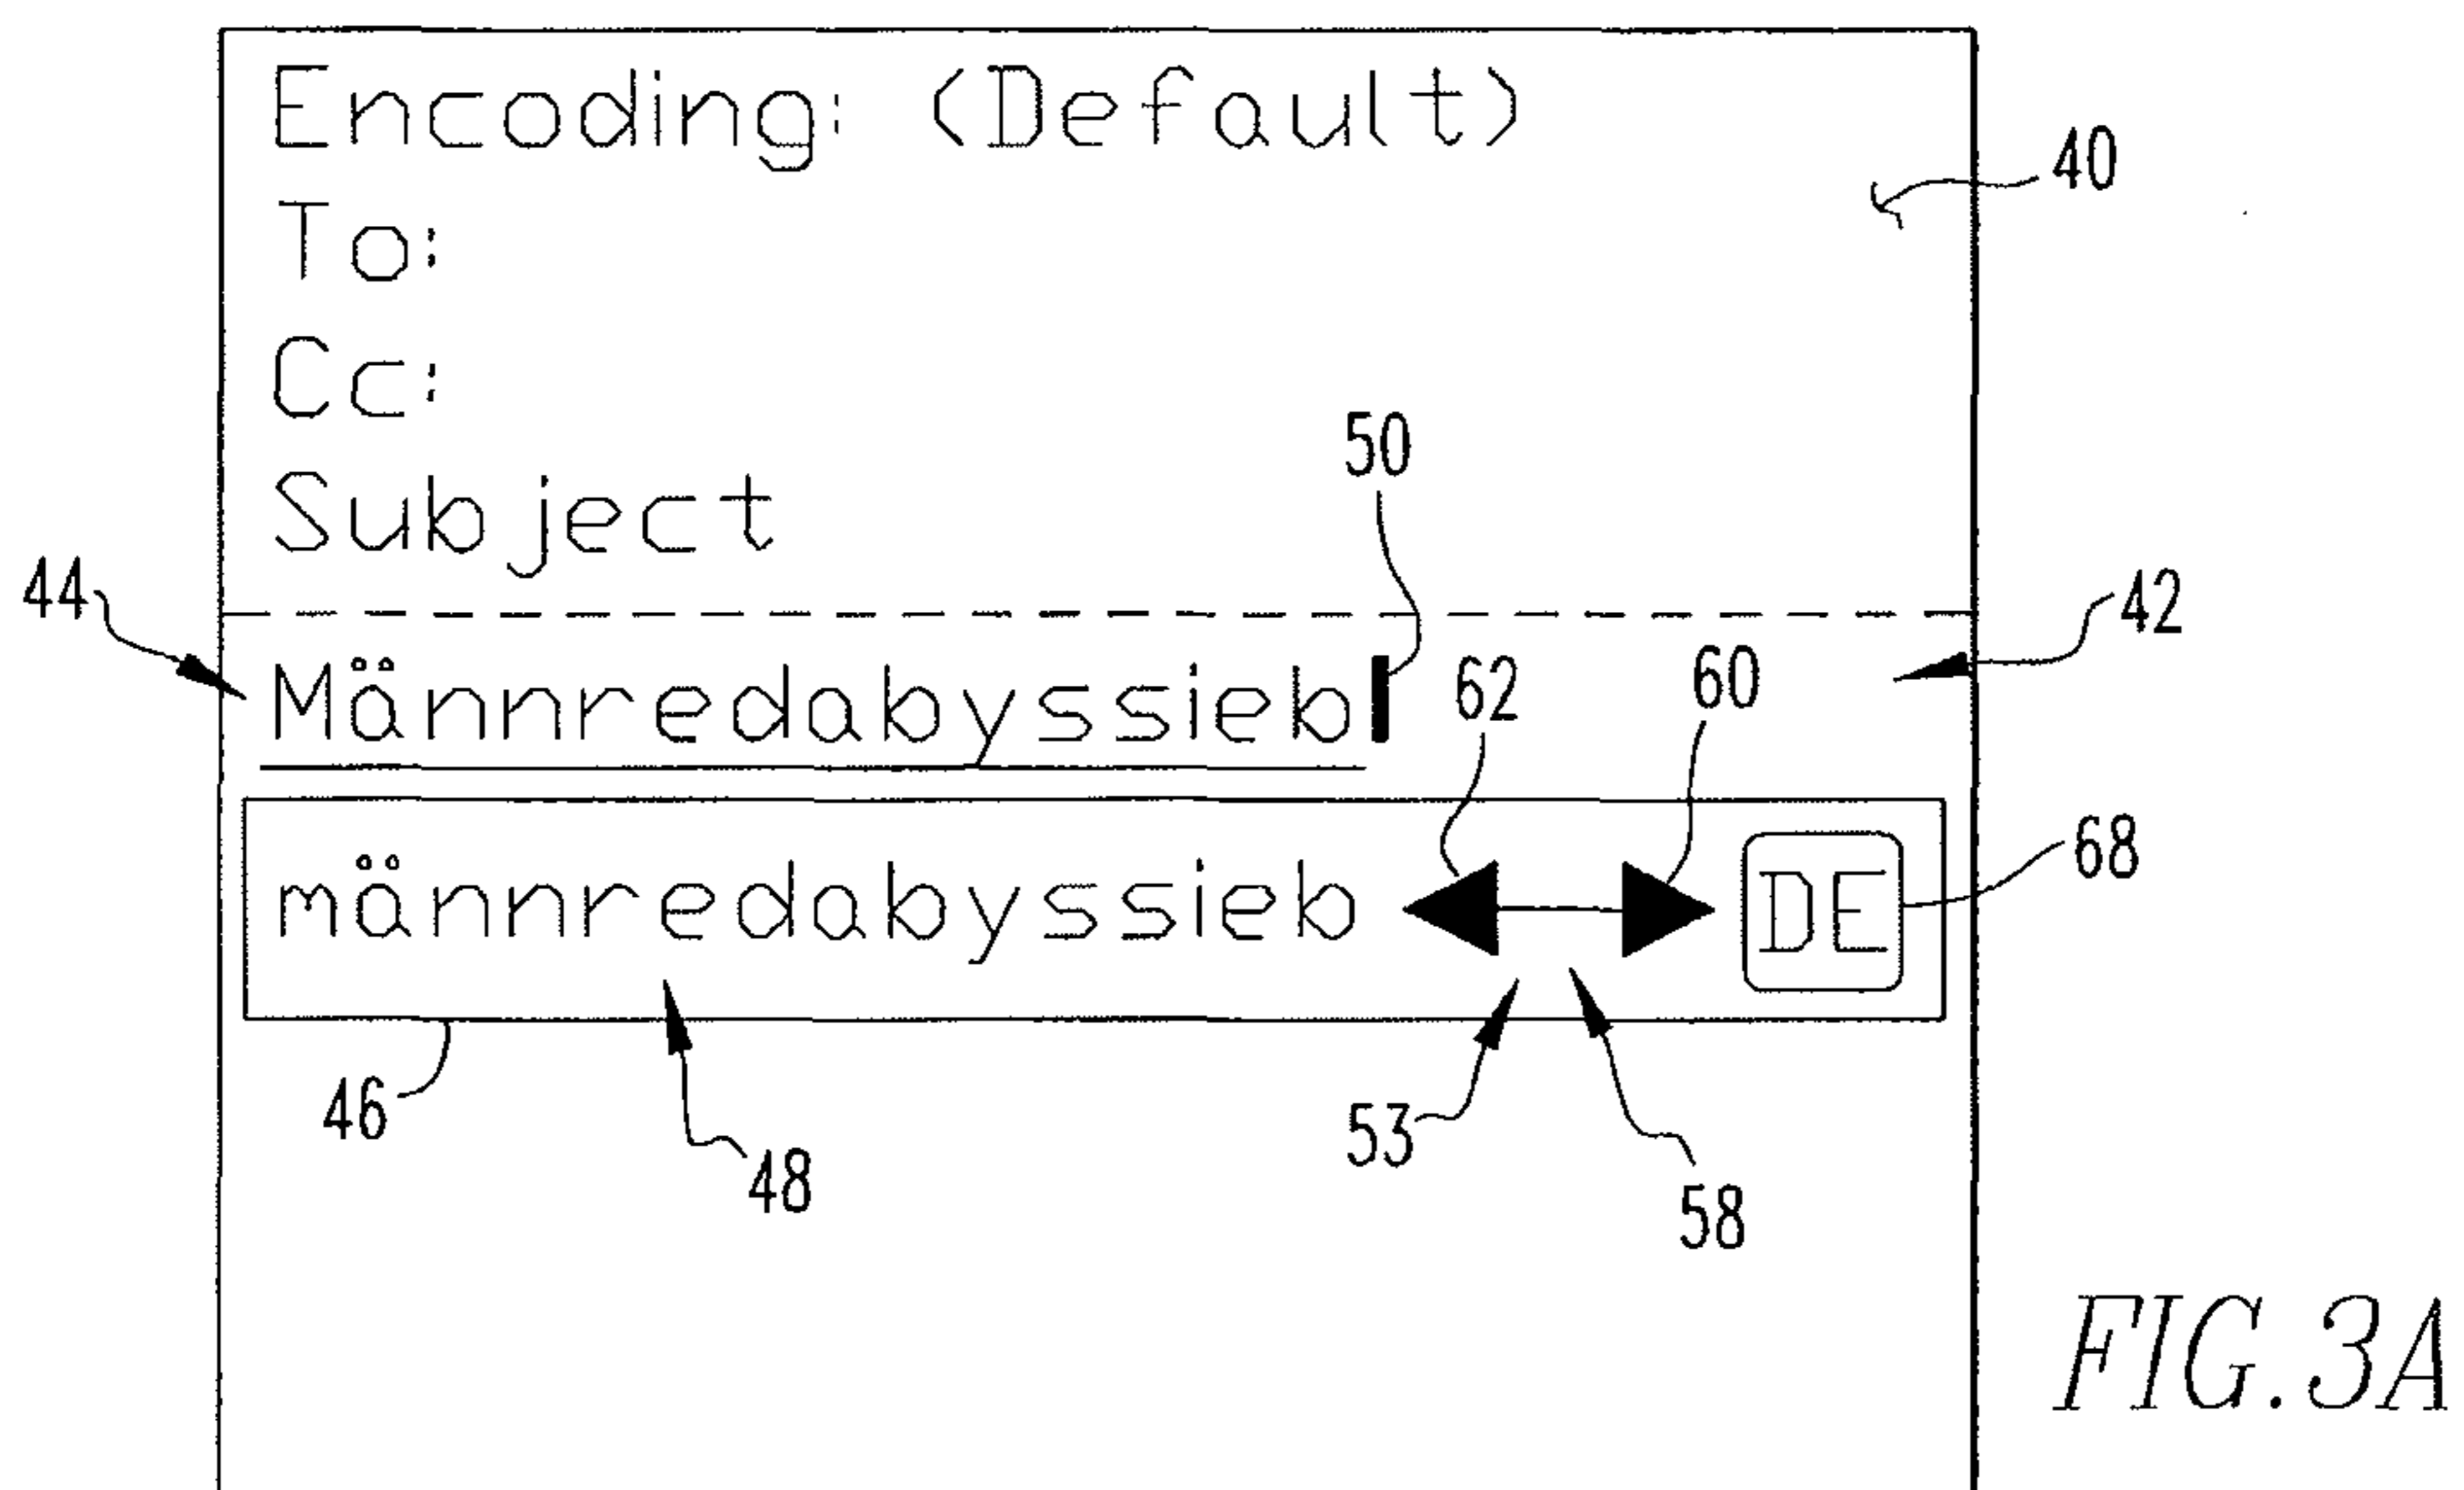 Encoding: (Default)
40
To:
Cc:
50
Subject
44
42
Männredabyssieb
62
60
männredabyssieb
DE
68
46
48
53
58
FIG. 3A